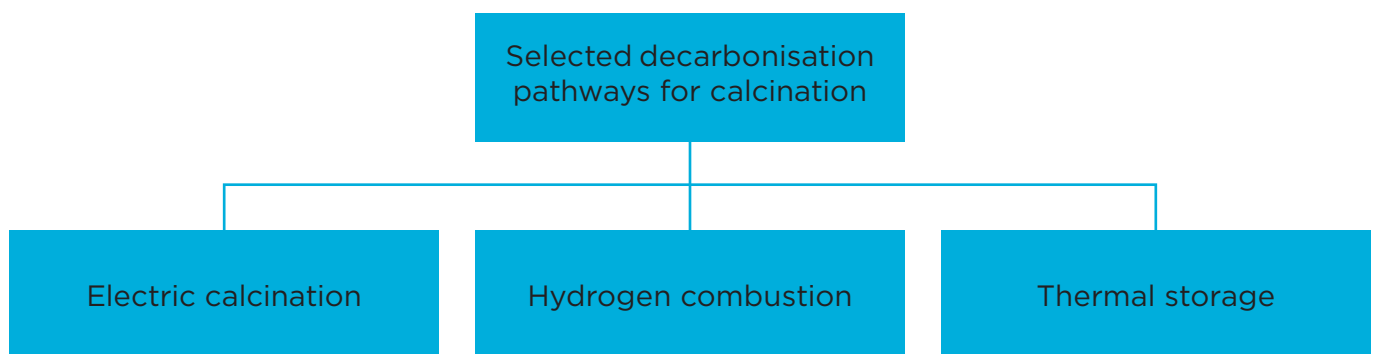 Selected decarbonisation
pathways for calcination
Electric calcination
Hydrogen combustion
Thermal storage